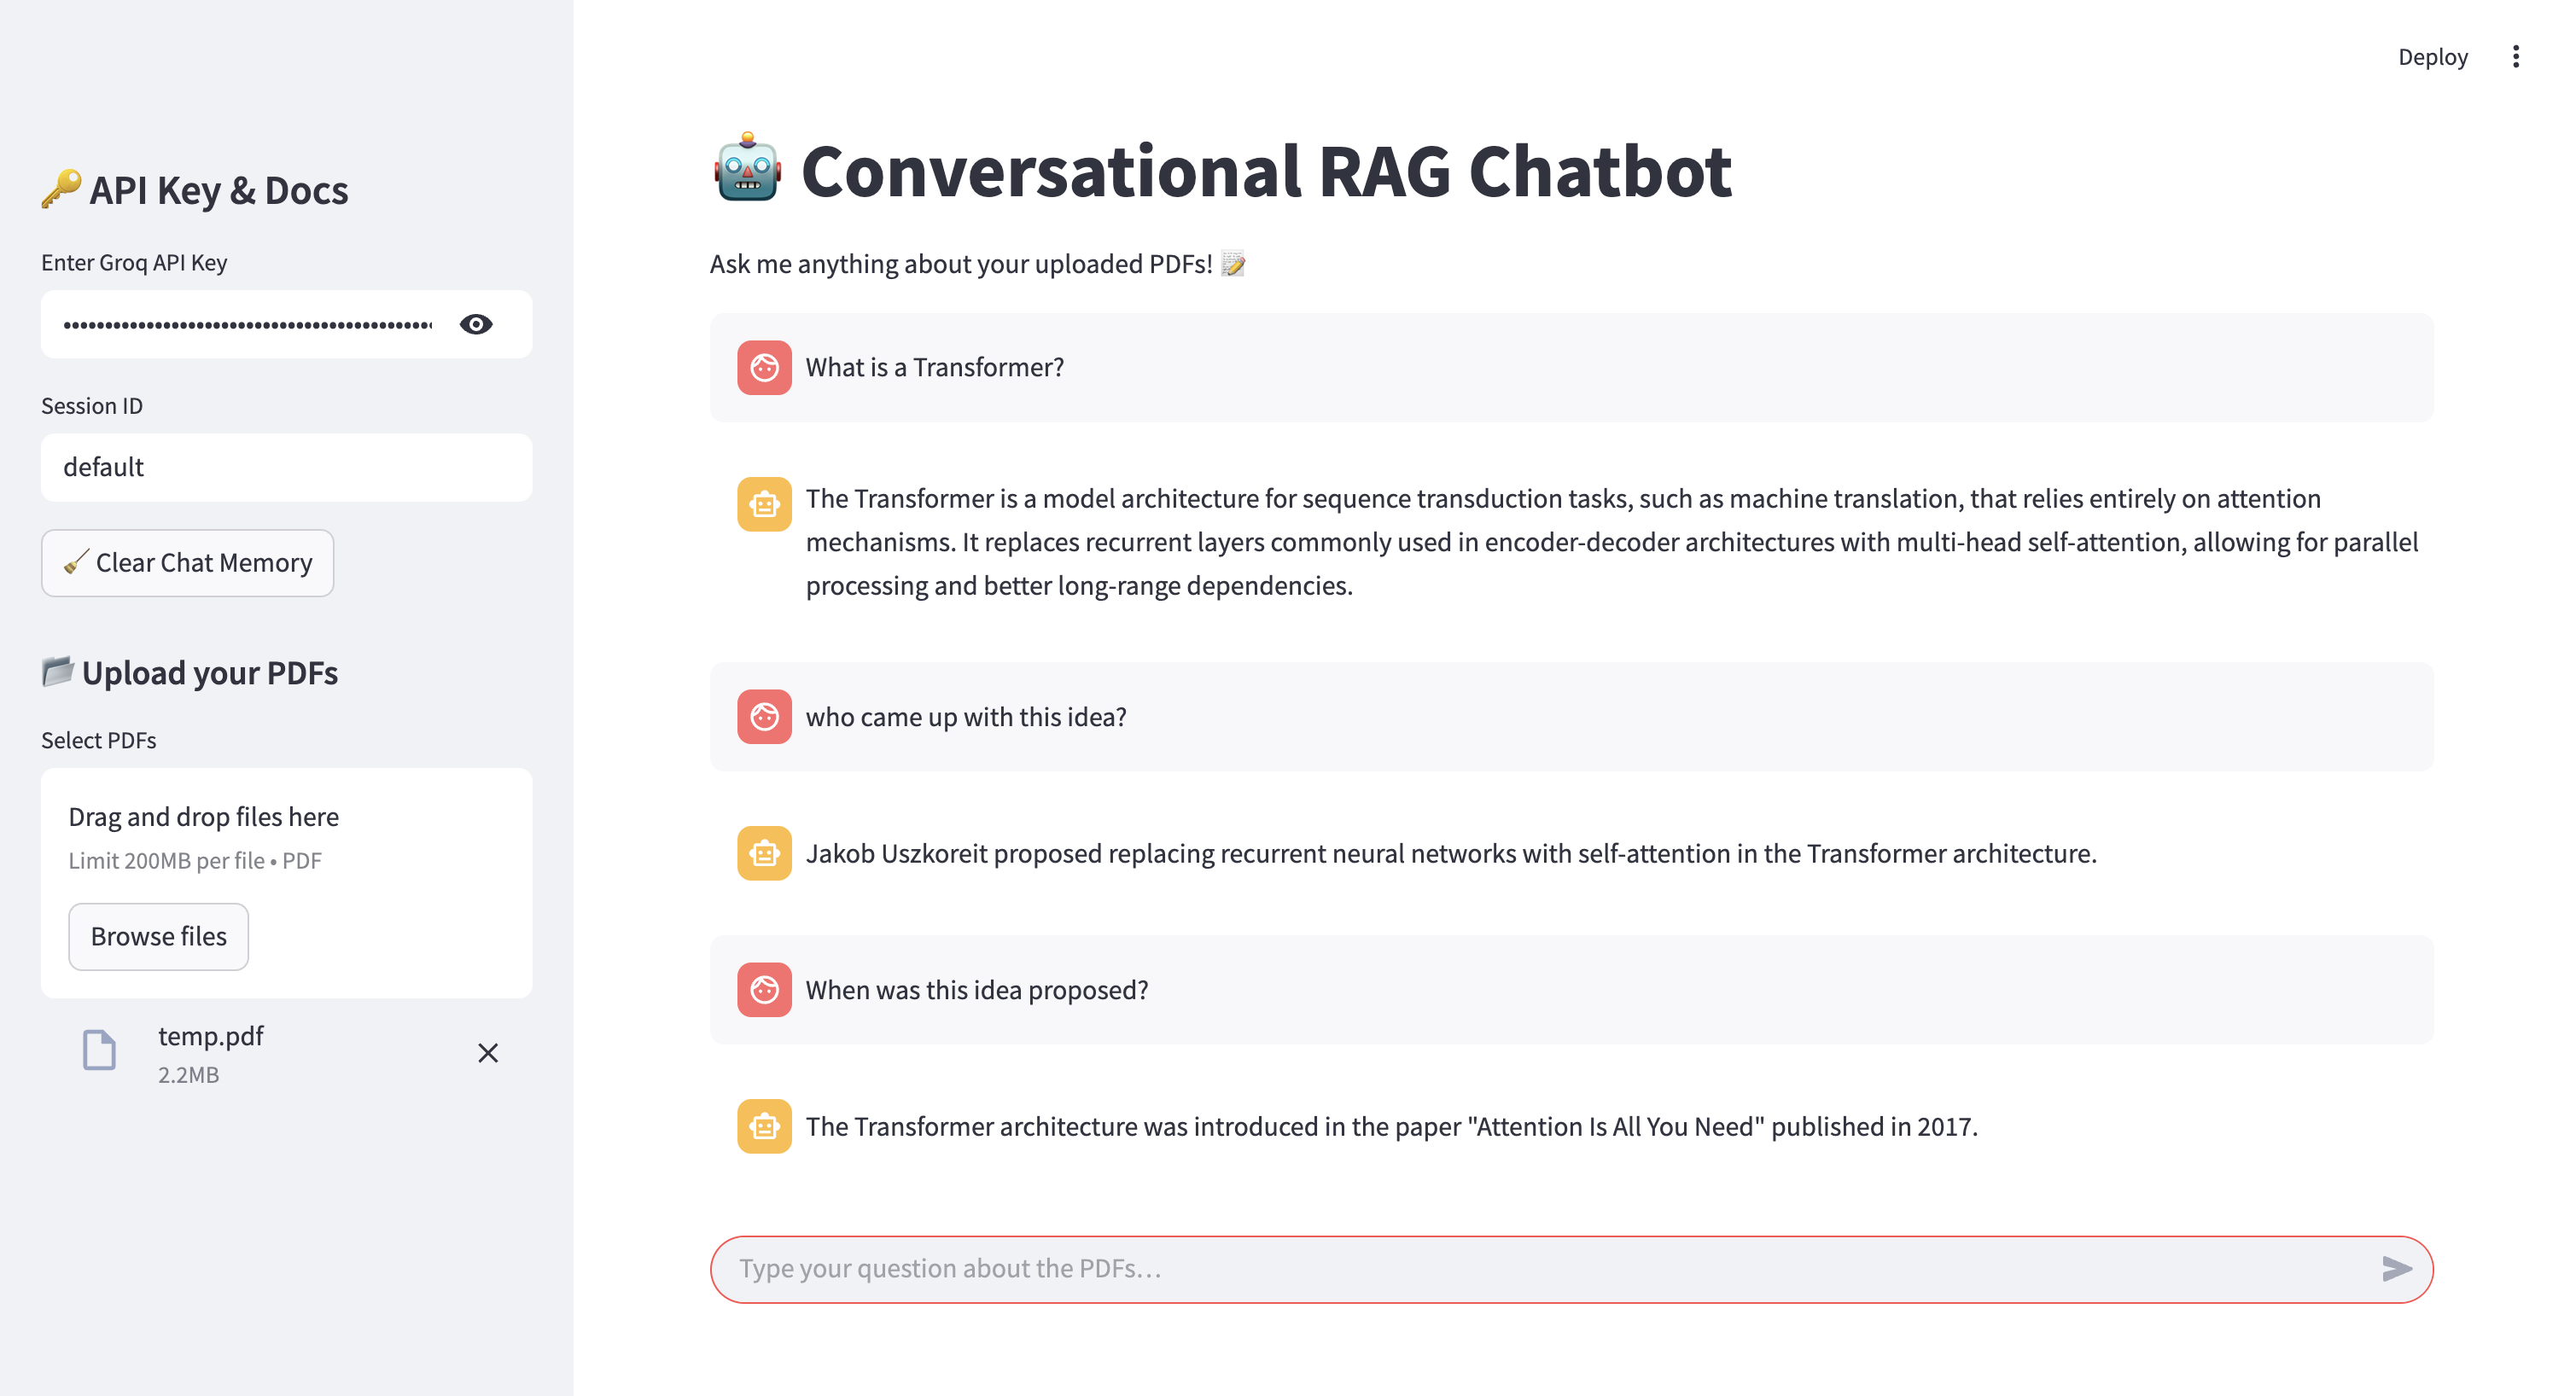 Deploy
🔑 API Key & Docs
Enter Groq API Key
••••••••••••••••••••••••••••••••••••••••••••
Session ID
default
🧹 Clear Chat Memory
📂 Upload your PDFs
Select PDFs
Drag and drop files here
Limit 200MB per file • PDF
Browse files
temp.pdf
2.2MB
🤖 Conversational RAG Chatbot
Ask me anything about your uploaded PDFs! 📝
What is a Transformer?
The Transformer is a model architecture for sequence transduction tasks, such as machine translation, that relies entirely on attention
mechanisms. It replaces recurrent layers commonly used in encoder-decoder architectures with multi-head self-attention, allowing for parallel
processing and better long-range dependencies.
who came up with this idea?
Jakob Uszkoreit proposed replacing recurrent neural networks with self-attention in the Transformer architecture.
When was this idea proposed?
The Transformer architecture was introduced in the paper "Attention Is All You Need" published in 2017.
Type your question about the PDFs...